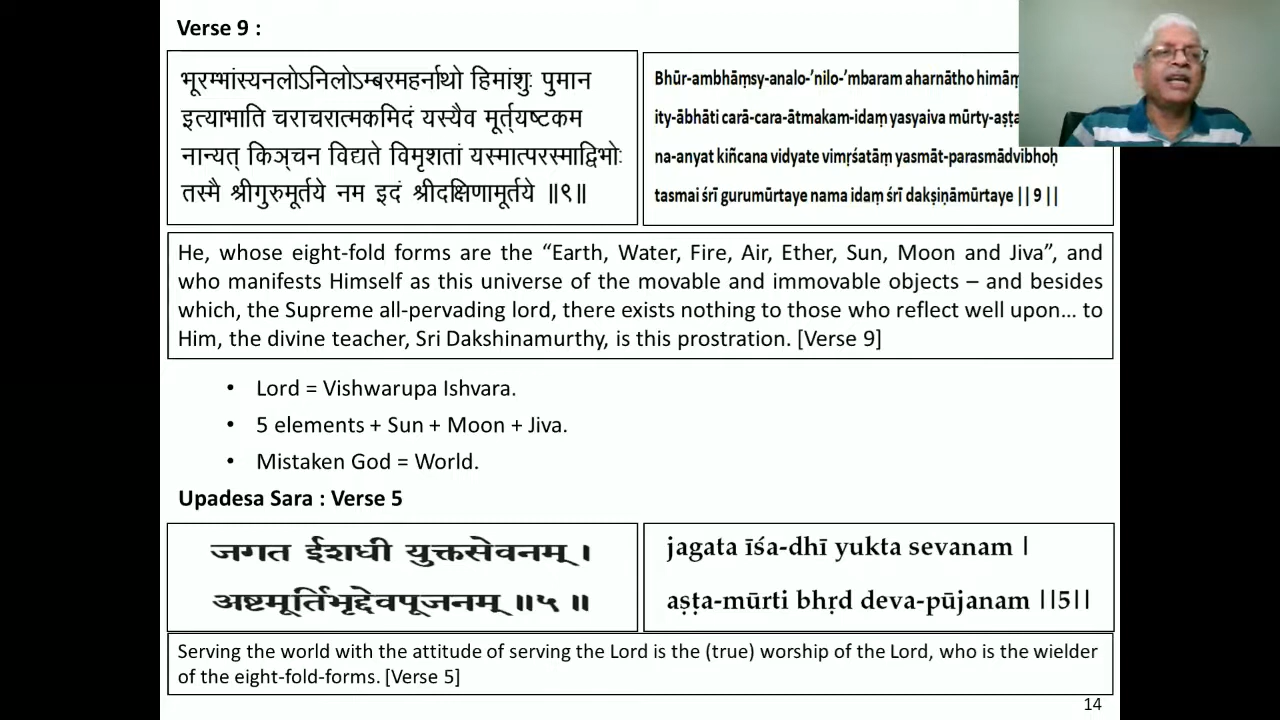 Verse 9 :
भूरम्भांस्यनलोऽनिलोऽम्बरमहर्नाथो हिमांशुः पुमान
इत्याभाति चराचरात्मकमिदं यस्यैव मूर्त्यष्टकम
नान्यत् किञ्चन विद्यते विमृशतां यस्मात्परस्माद्विभोः
तस्मै श्रीगुरुमूर्तये नम इदं श्रीदक्षिणामूर्तये ॥९॥
Bhūr-ambhāṃsy-analo-'nilo-'mbaram aharnātho
ity-ābhāti carā-cara-ātmakam-idaṃ yasyaiva
na-anyat kiñcana vidyate vimṛśatāṃ yasmāt-parasmādvibhoḥ
tasmai śrī gurumūrtaye nama idaṃ śrī dakṣiṇāmūrtaye || 9 ||
He, whose eight-fold forms are the “Earth, Water, Fire, Air, Ether, Sun, Moon and Jiva”, and
who manifests Himself as this universe of the movable and immovable objects – and besides
which, the Supreme all-pervading lord, there exists nothing to those who reflect well upon… to
Him, the divine teacher, Sri Dakshinamurthy, is this prostration. [Verse 9]
• Lord = Vishwarupa Ishvara.
• 5 elements + Sun + Moon + Jiva.
• Mistaken God = World.
Upadesa Sara : Verse 5
जगत ईशधी युक्तसेवनम् ।
अष्टमूर्तिभृद्देवपूजनम् ॥५ ॥
jagata īśa-dhī yukta sevanam |
aṣṭa-mūrti bhṛd deva-pūjanam ||5||
Serving the world with the attitude of serving the Lord is the (true) worship of the Lord, who is the wielder
of the eight-fold-forms. [Verse 5]
14